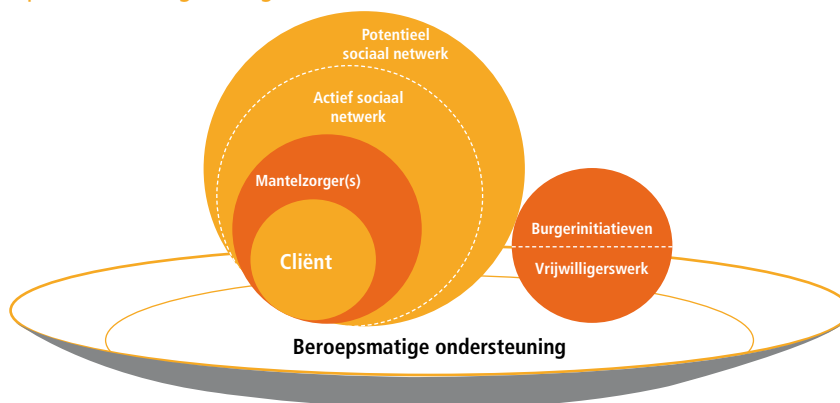 Potentieel
sociaal netwerk
Actief sociaal
netwerk
Mantelzorger(s)
Cliënt
Burgerinitiatieven
Vrijwilligerswerk
Beroepsmatige ondersteuning